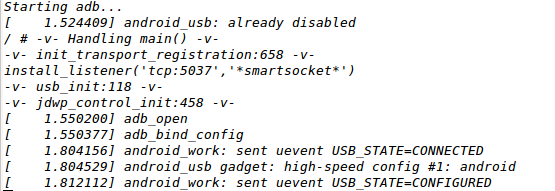 Starting adb...
[    1.524409] android_usb: already disabled
/ # -v- Handling main() -v-
-v- init_transport_registration:658 -v-
install_listener('tcp:5037','*smartsocket*')
-v- usb_init:118 -v-
-v- jdwp_control_init:458 -v-
[    1.550200] adb_open
[    1.550377] adb_bind_config
[    1.804156] android_work: sent uevent USB_STATE=CONNECTED
[    1.804529] android_usb gadget: high-speed config #1: android
[    1.812112] android_work: sent uevent USB_STATE=CONFIGURED